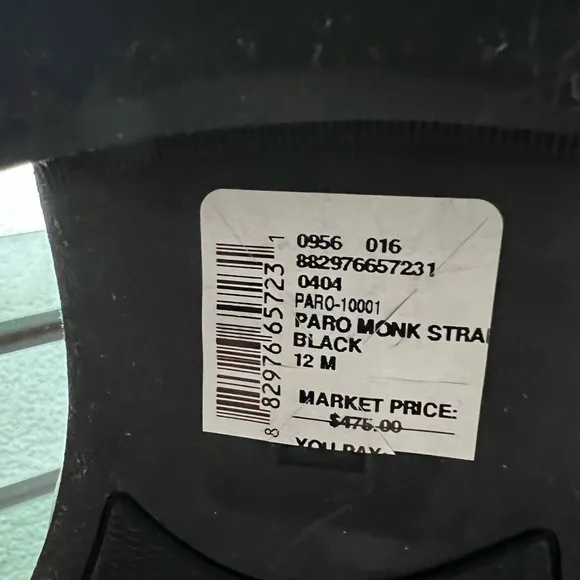 0956 016
882976657231
0404
PARO-10001
PARO MONK STRA
BLACK
12 M
MARKET PRICE:
$475.00
YOU PAY
8 82976 65723 1